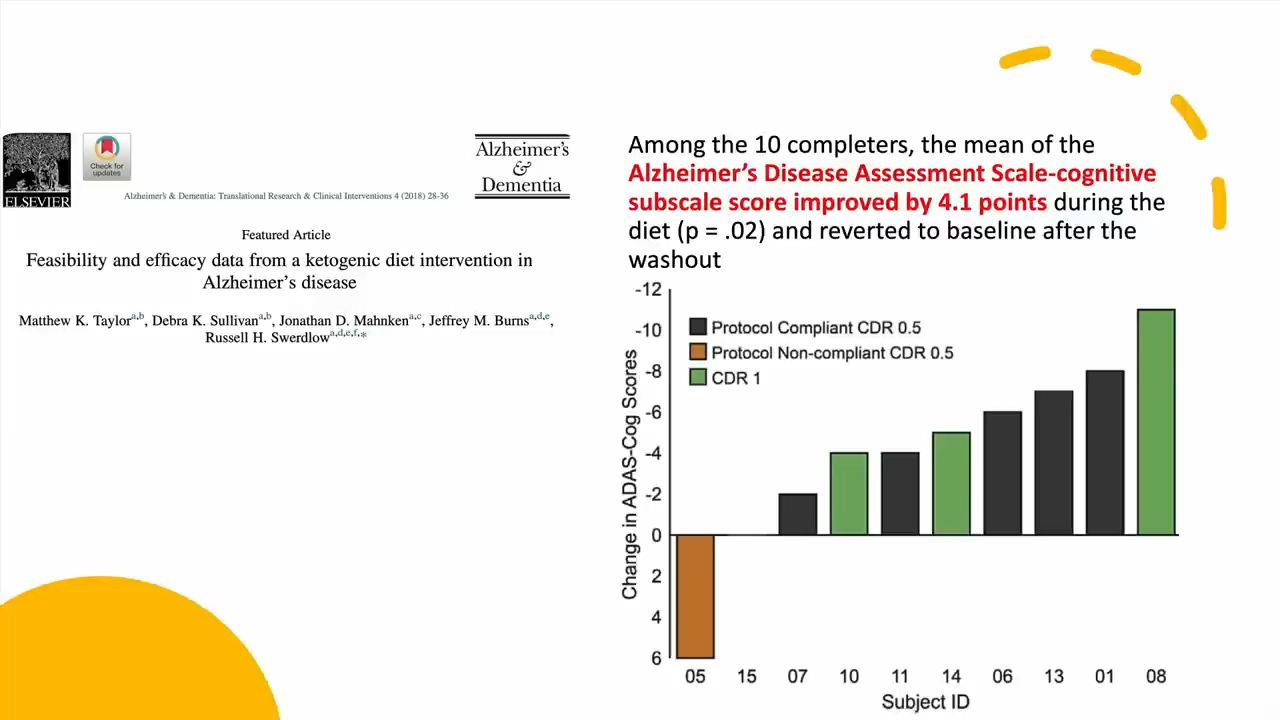 ELSEVIER
Check for
updates
Alzheimer's
&
Dementia
Alzheimer's & Dementia: Translational Research & Clinical Interventions 4 (2018) 28-36
Featured Article
Feasibility and efficacy data from a ketogenic diet intervention in
Alzheimer's disease
Matthew K. Taylor^a,b, Debra K. Sullivan^a,b, Jonathan D. Mahnken^a,c, Jeffrey M. Burns^a,d,e,
Russell H. Swerdlow^a,d,e,f,*
Among the 10 completers, the mean of the
Alzheimer's Disease Assessment Scale-cognitive
subscale score improved by 4.1 points during the
diet (p = .02) and reverted to baseline after the
washout
Change in ADAS-Cog Scores
-12
-10
-8
-6
-4
-2
0
2
4
6
Protocol Compliant CDR 0.5
Protocol Non-compliant CDR 0.5
CDR 1
05 15 07 10 11 14 06 13 01 08
Subject ID